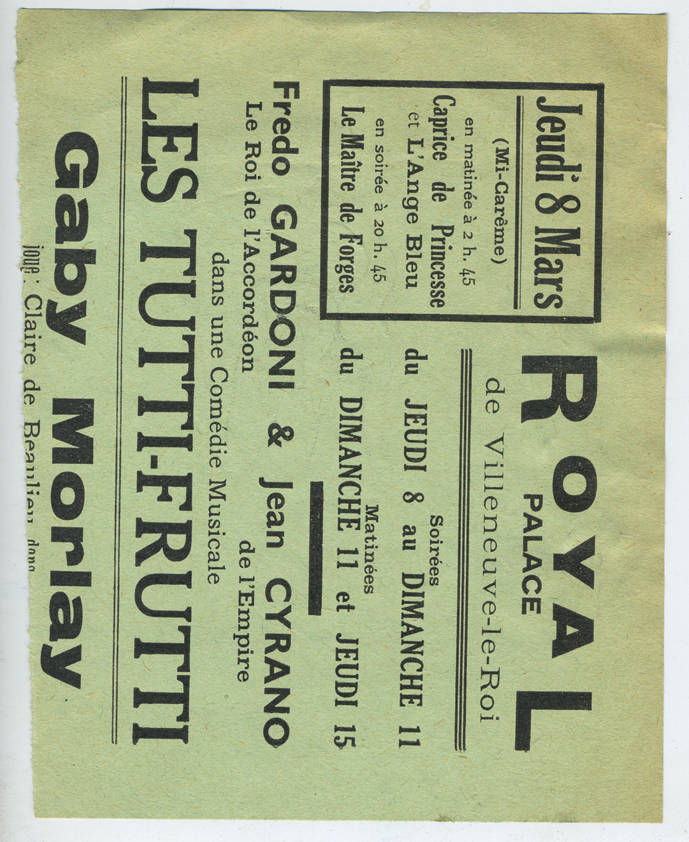 Jeudi 8 Mars
(Mi-Carême)
en matinée à 2 h. 45
Caprice de Princesse
et L'Ange Bleu
en soirée à 20 h. 45
Le Maître de Forges
ROYAL
PALACE
de Villeneuve-le-Roi
Soirées
du JEUDI 8 au DIMANCHE 11
Matinées
du DIMANCHE 11 et JEUDI 15
Fredo GARDONI & Jean CYRANO
Le Roi de l'Accordéon de l'Empire
dans une Comédie Musicale
LES TUTTI-FRUTTI
Gaby Morlay
joue: Claire de Beaulieu dans